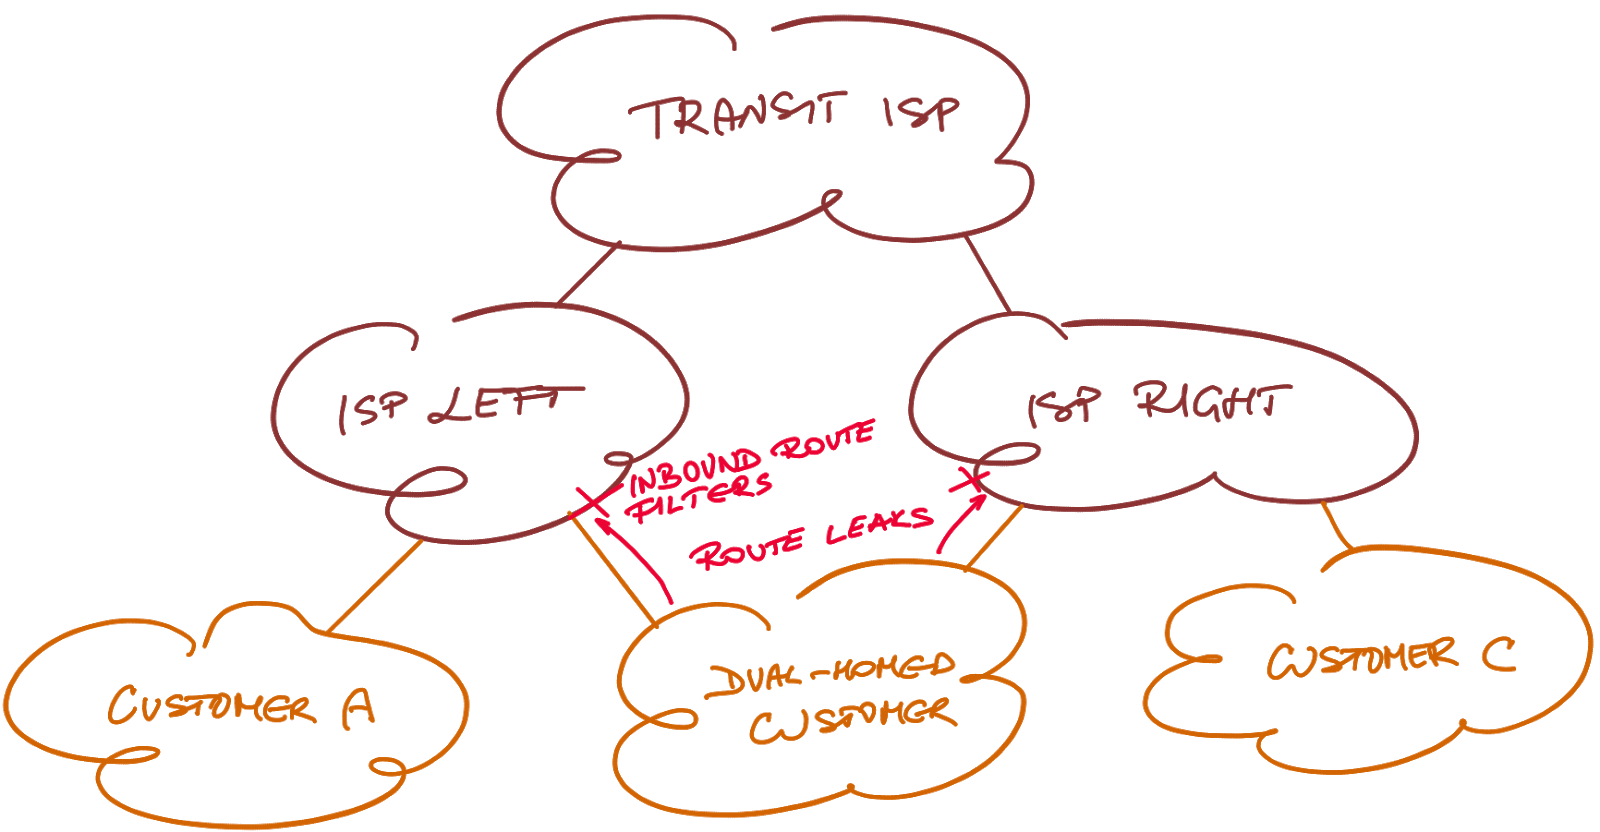 TRANSIT ISP
ISP LEFT
ISP RIGHT
INBOUND ROUTE
FILTERS
ROUTE LEAKS
CUSTOMER A
DUAL-HOMED
CUSTOMER
CUSTOMER C